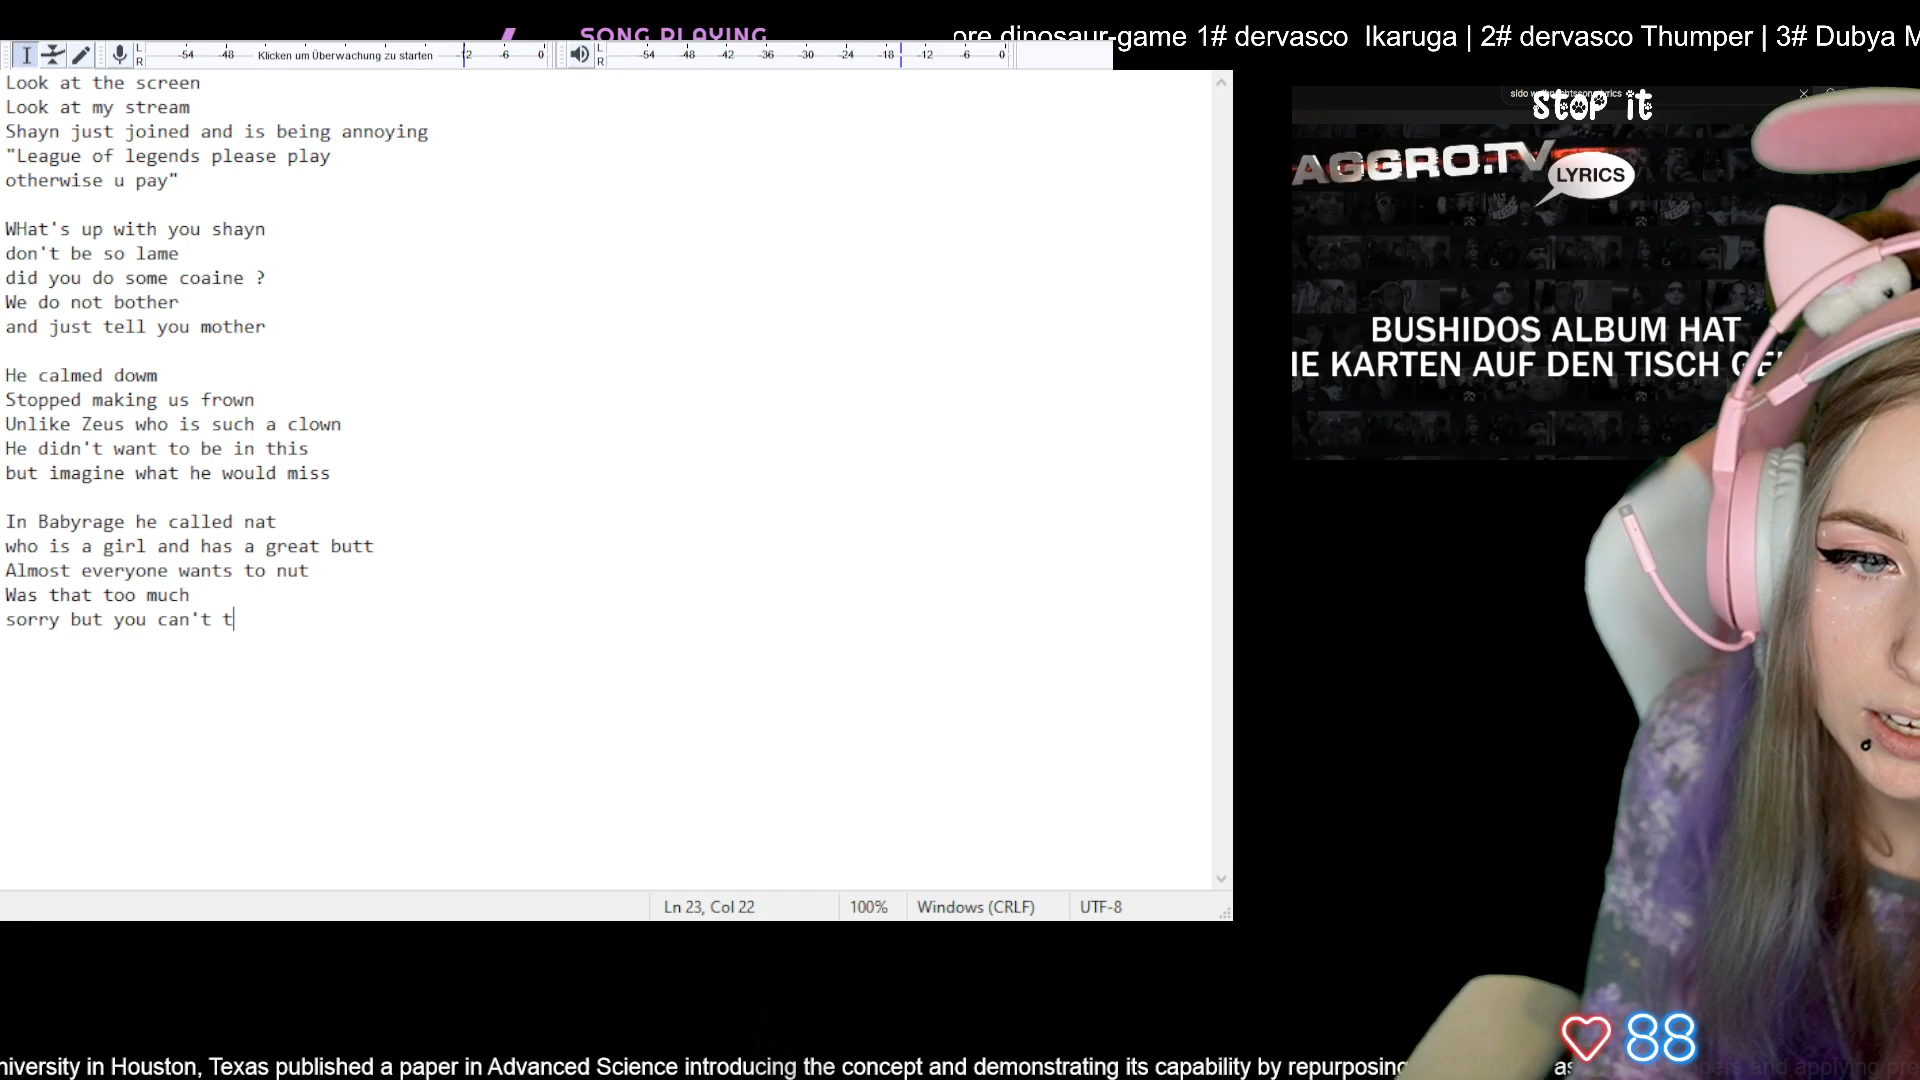 SONG PLAYING
ore dinosaur-game 1# dervasco Ikaruga | 2# dervasco Thumper | 3# Dubya M
L
R
-54 -48 Klicken um Überwachung zu starten -12 -6 0
L
R
-54 -48 -42 -36 -30 -24 -18 -12 -6 0
Look at the screen
Look at my stream
Shayn just joined and is being annoying
"League of legends please play
otherwise u pay"
WHat's up with you shayn
don't be so lame
did you do some coaine ?
We do not bother
and just tell you mother
He calmed dowm
Stopped making us frown
Unlike Zeus who is such a clown
He didn't want to be in this
but imagine what he would miss
In Babyrage he called nat
who is a girl and has a great butt
Almost everyone wants to nut
Was that too much
sorry but you can't t
Ln 23, Col 22
100%
Windows (CRLF)
UTF-8
sido
lyrics
stop it
AGGRO.TV
LYRICS
BUSHIDOS ALBUM HAT
IE KARTEN AUF DEN TISCH GE
88
niversity in Houston, Texas published a paper in Advanced Science introducing the concept and demonstrating its capability by repurposing